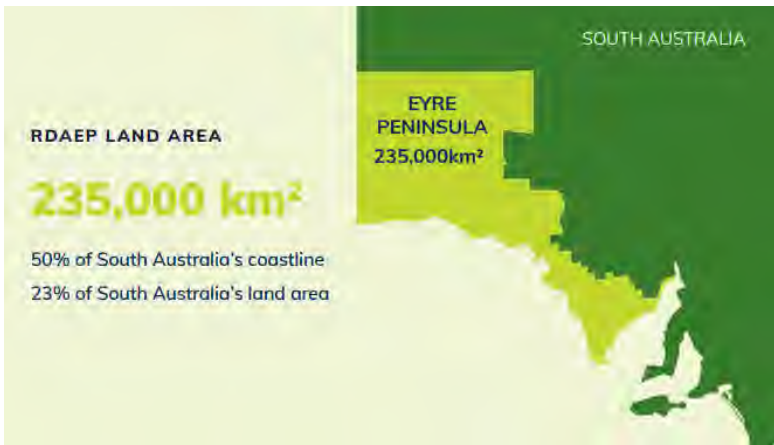 RDAEP LAND AREA
235,000 km²
50% of South Australia's coastline
23% of South Australia's land area
SOUTH AUSTRALIA
EYRE
PENINSULA
235,000km²